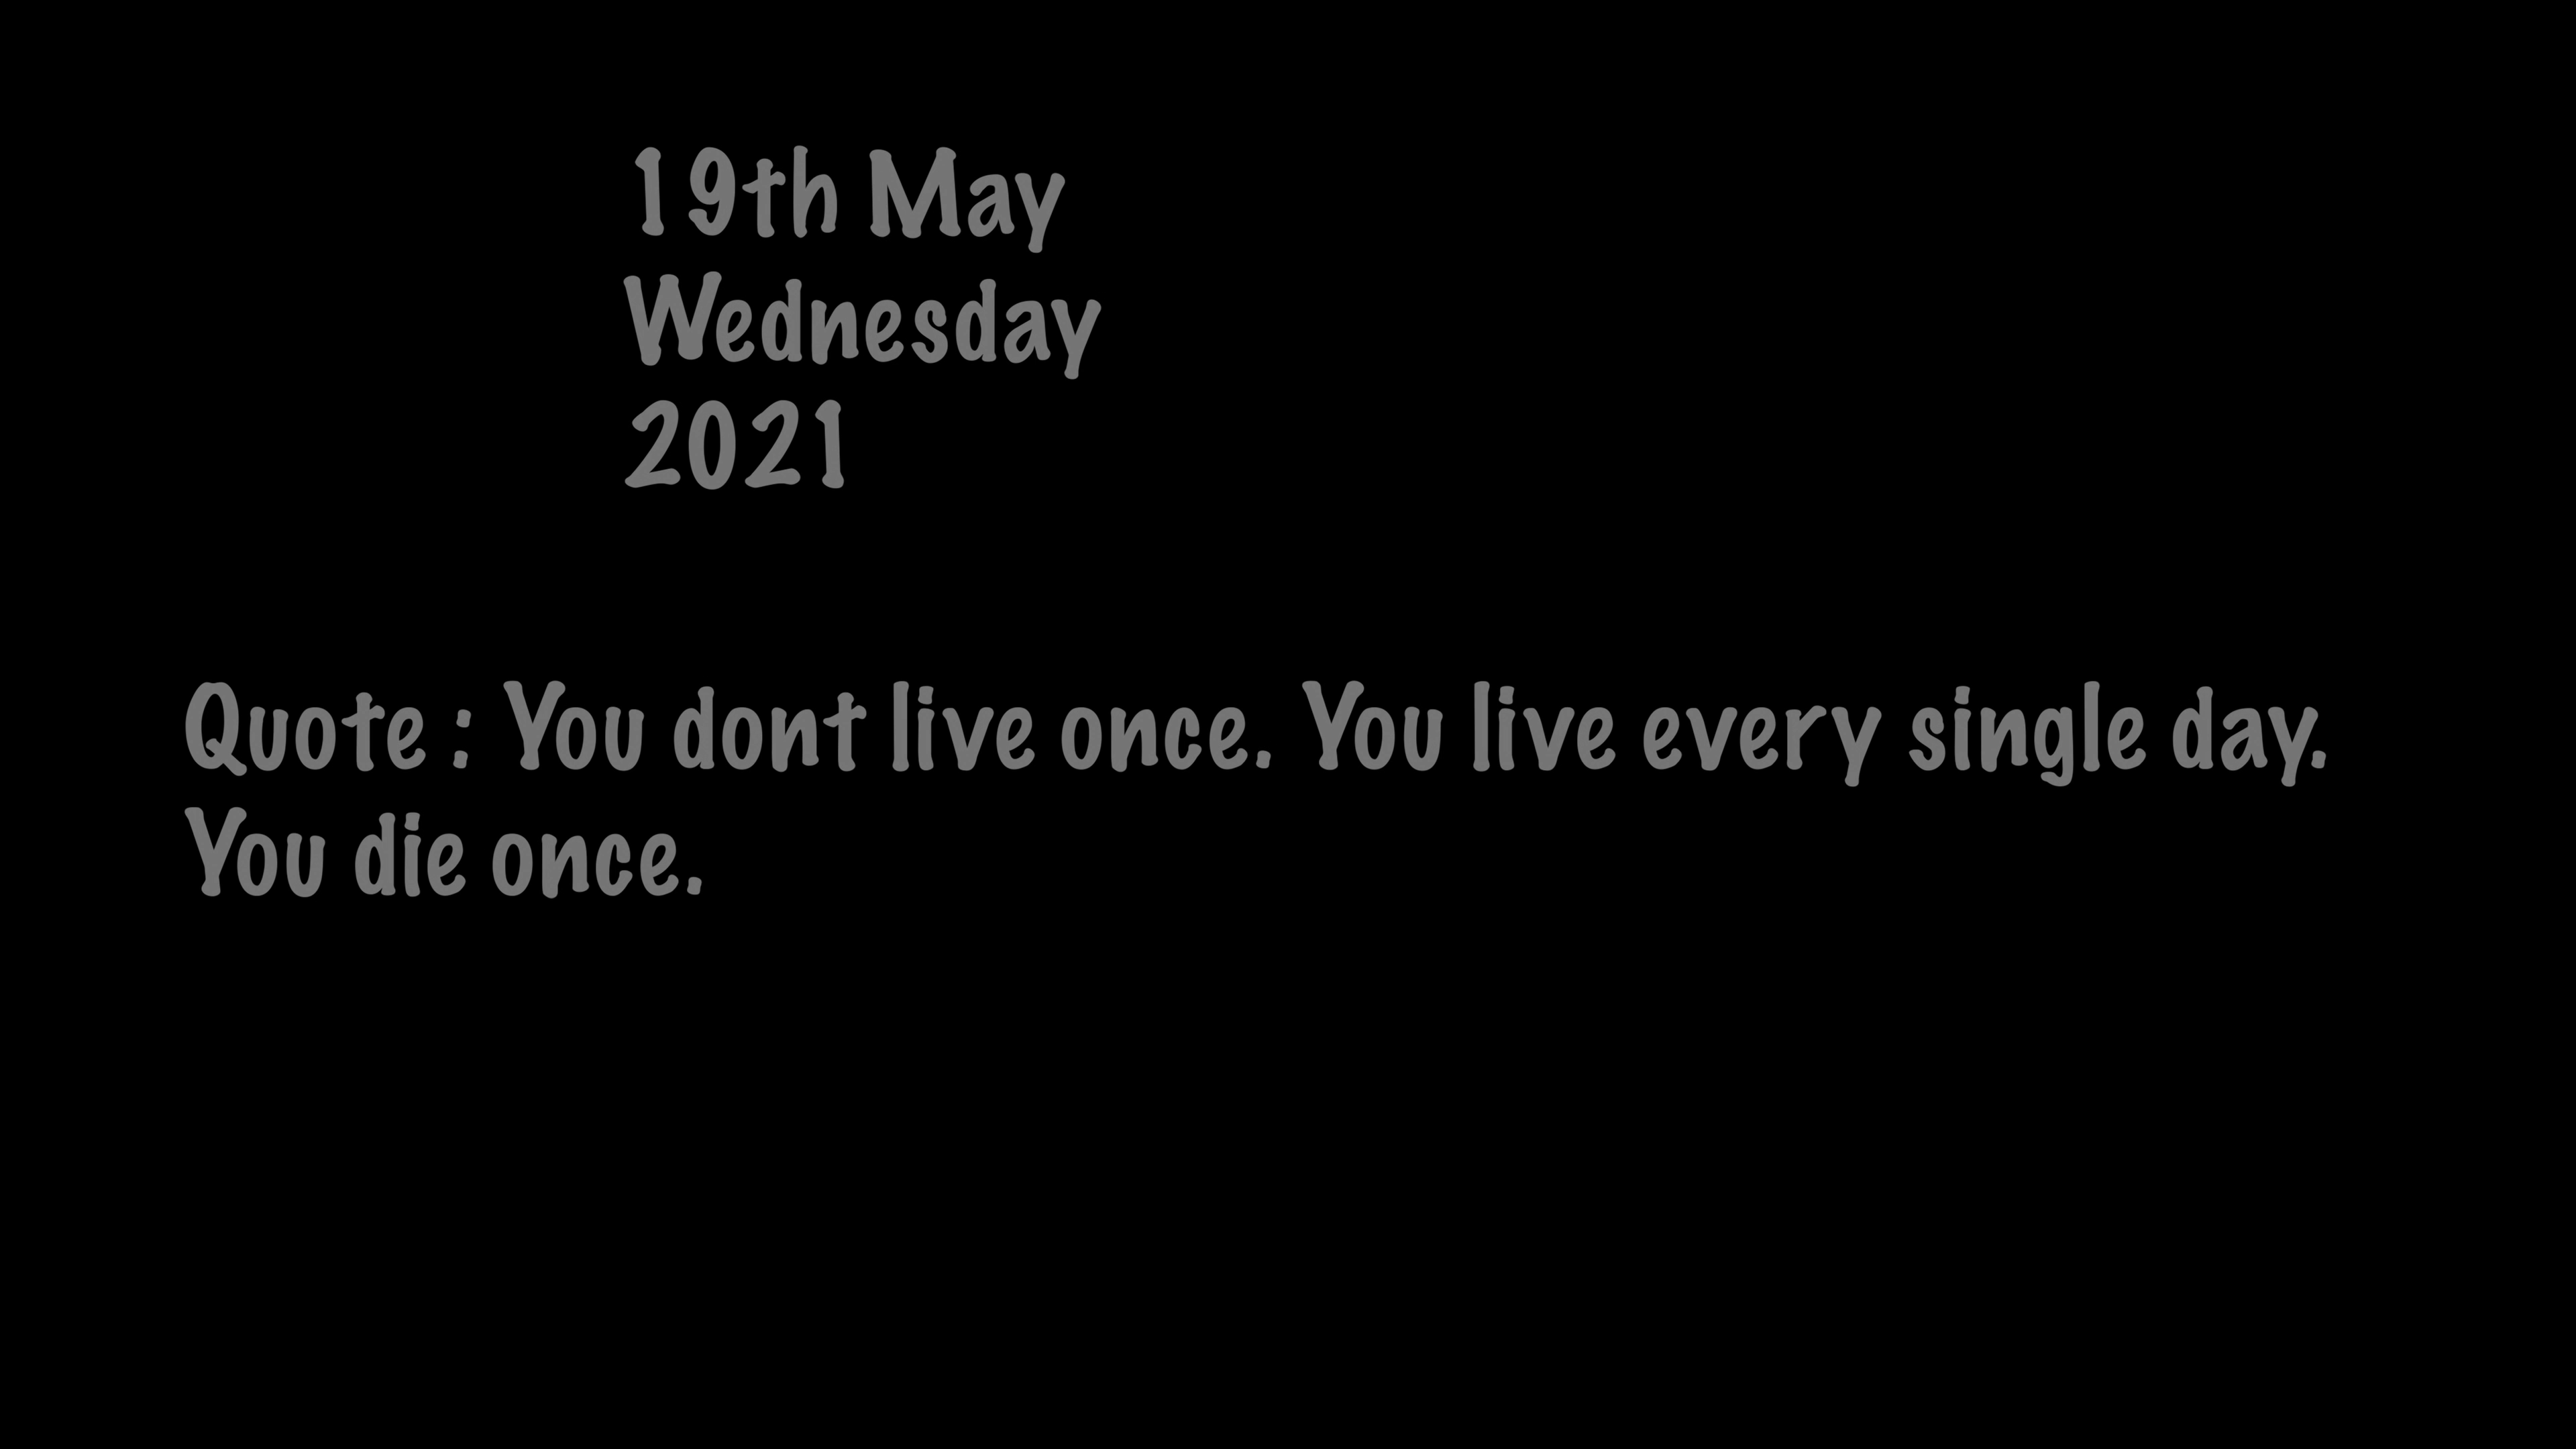 19th May
Wednesday
2021
Quote : You dont live once. You live every single day.
You die once.